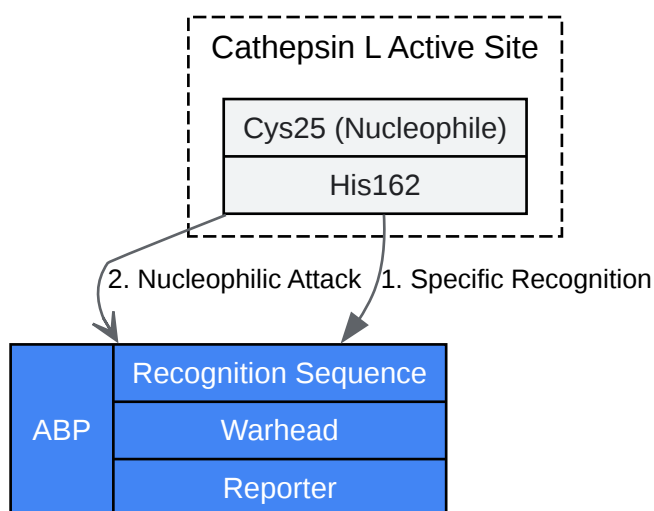 Cathepsin L Active Site
Cys25 (Nucleophile)
His162
2. Nucleophilic Attack
1. Specific Recognition
ABP
Recognition Sequence
Warhead
Reporter